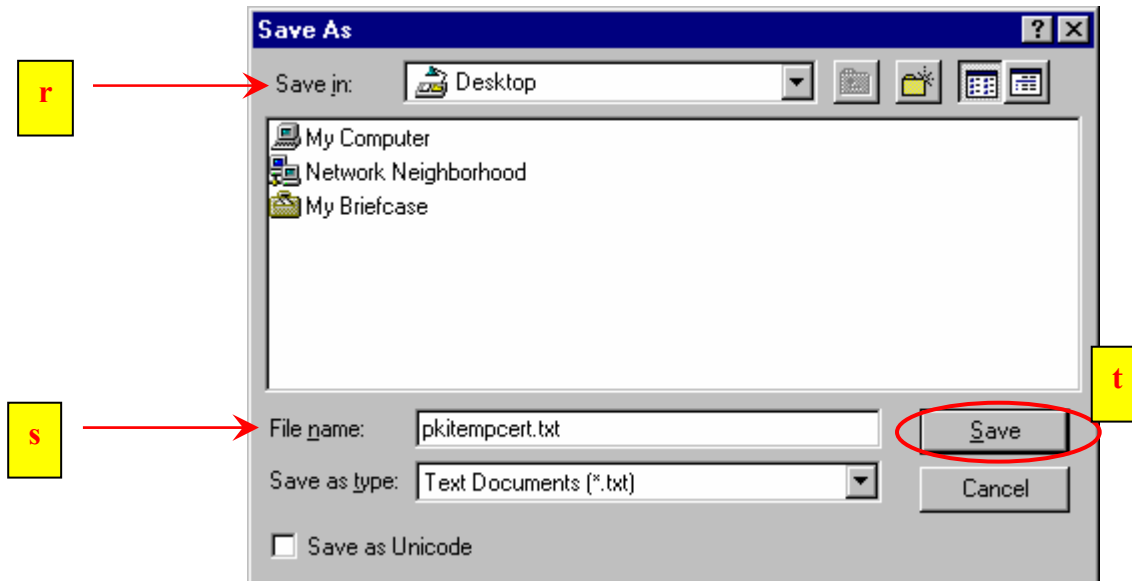 Save As
r
Save in: Desktop
My Computer
Network Neighborhood
My Briefcase
t
s
File name: pkitempcert.txt Save
Save as type: Text Documents (*.txt) Cancel
Save as Unicode